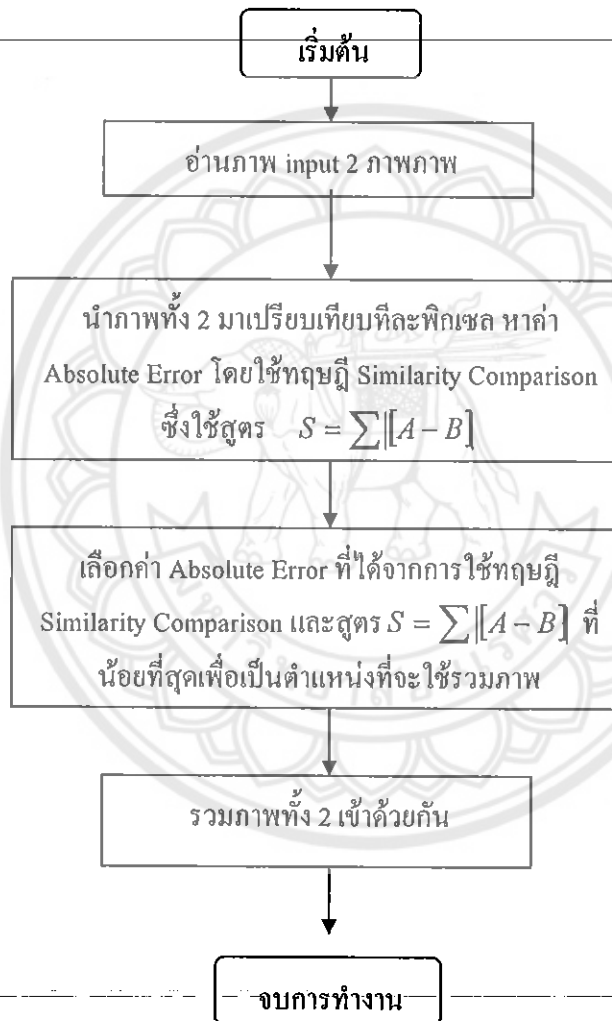 เริ่มต้น
อ่านภาพ input 2 ภาพภาพ
นำภาพทั้ง 2 มาเปรียบเทียบทีละพิกเซล หาค่า
Absolute Error โดยใช้ทฤษฎี Similarity Comparison
ซึ่งใช้สูตร S = ∑|[A − B]
เลือกค่า Absolute Error ที่ได้จากการใช้ทฤษฎี
Similarity Comparison และสูตร S = ∑|[A − B] ที่
น้อยที่สุดเพื่อเป็นตำแหน่งที่จะใช้รวมภาพ
รวมภาพทั้ง 2 เข้าด้วยกัน
จบการทำงาน